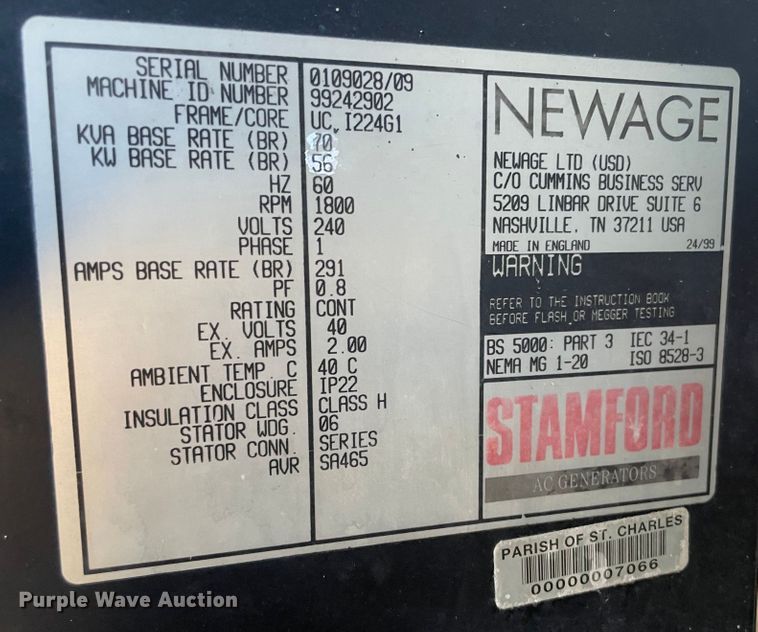 SERIAL NUMBER 0109028/09
MACHINE ID NUMBER 99242902
FRAME/CORE UC.I224G1
KVA BASE RATE (BR) 70
KW BASE RATE (BR) 56
HZ 60
RPM 1800
VOLTS 240
PHASE 1
AMPS BASE RATE (BR) 291
PF 0.8
RATING CONT
EX. VOLTS 40
EX. AMPS 2.00
AMBIENT TEMP. C 40 C
ENCLOSURE IP22
INSULATION CLASS CLASS H
STATOR WDG. 06
STATOR CONN. SERIES
AVR SA465
NEWAGE
NEWAGE LTD (USD)
C/O CUMMINS BUSINESS SERV
5209 LINBAR DRIVE SUITE 6
NASHVILLE, TN 37211 USA
MADE IN ENGLAND 24/99
WARNING
REFER TO THE INSTRUCTION BOOK
BEFORE FLASH OR MEGGER TESTING
BS 5000: PART 3 IEC 34-1
NEMA MG 1-20 ISO 8528-3
STAMFORD
AC GENERATORS
PARISH OF ST. CHARLES
00000007066
Purple Wave Auction